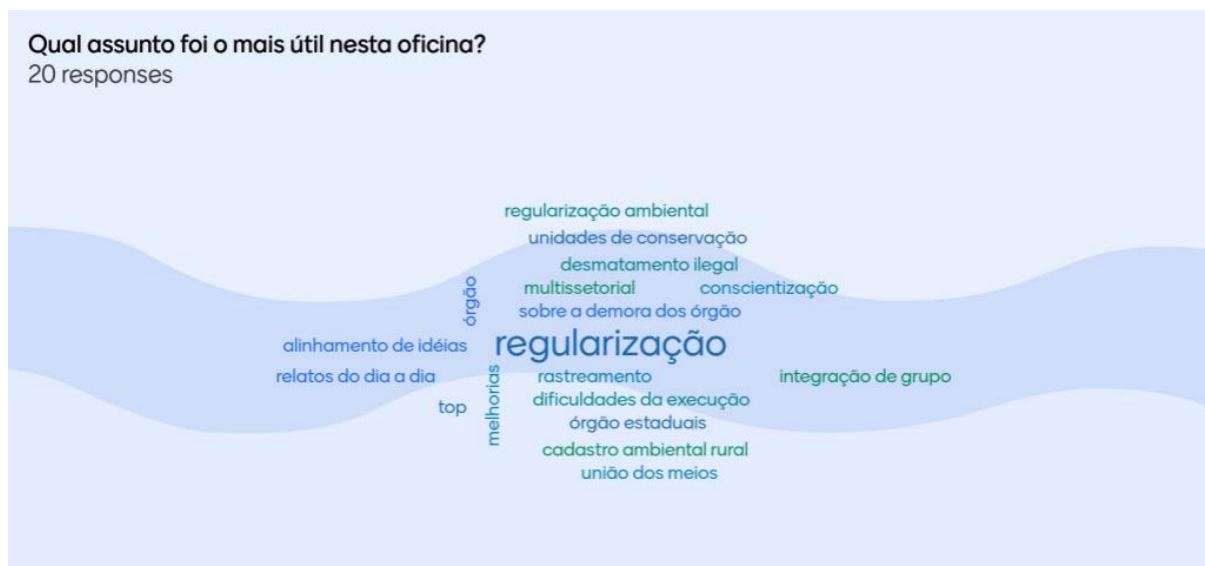 Qual assunto foi o mais útil nesta oficina?
20 responses
regularização ambiental
unidades de conservação
desmatamento ilegal
órgão
multissetorial
conscientização
sobre a demora dos órgão
alinhamento de idéias
regularização
relatos do dia a dia
melhorias
rastreamento
integração de grupo
top
dificuldades da execução
órgão estaduais
cadastro ambiental rural
união dos meios